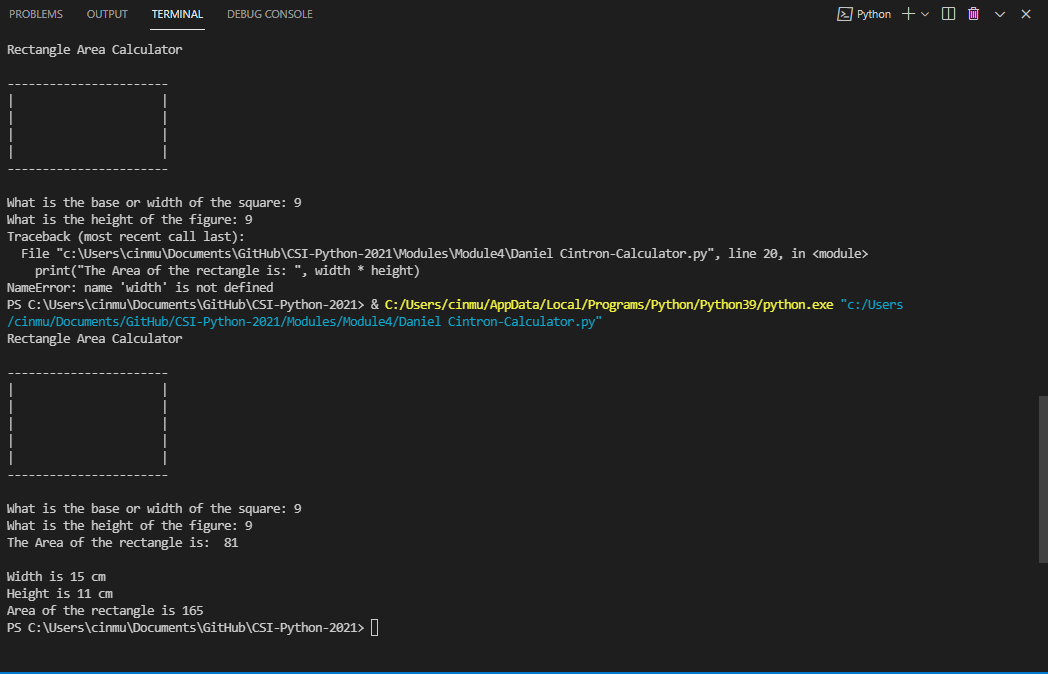 PROBLEMS OUTPUT TERMINAL DEBUG CONSOLE Python
Rectangle Area Calculator
-----------------------
|                      |
|                      |
|                      |
|                      |
-----------------------
What is the base or width of the square: 9
What is the height of the figure: 9
Traceback (most recent call last):
  File "c:\Users\cinmu\Documents\GitHub\CSI-Python-2021\Modules\Module4\Daniel Cintron-Calculator.py", line 20, in <module>
    print("The Area of the rectangle is: ", width * height)
NameError: name 'width' is not defined
PS C:\Users\cinmu\Documents\GitHub\CSI-Python-2021> & C:/Users/cinmu/AppData/Local/Programs/Python/Python39/python.exe "c:/Users
/cinmu/Documents/GitHub/CSI-Python-2021/Modules/Module4/Daniel Cintron-Calculator.py"
Rectangle Area Calculator
-----------------------
|                      |
|                      |
|                      |
|                      |
|                      |
-----------------------
What is the base or width of the square: 9
What is the height of the figure: 9
The Area of the rectangle is:  81
Width is 15 cm
Height is 11 cm
Area of the rectangle is 165
PS C:\Users\cinmu\Documents\GitHub\CSI-Python-2021>